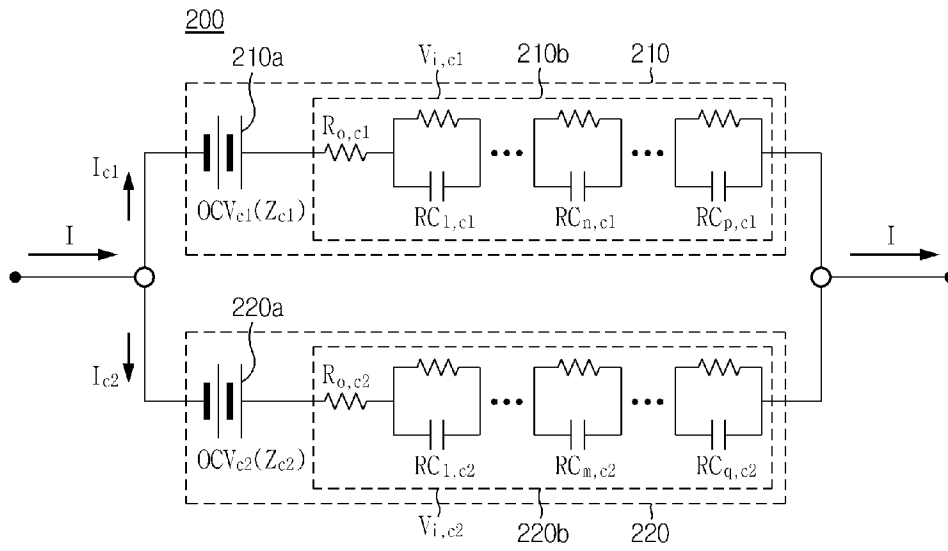 200
210a
V_{i,c1}
210b
210
R_{o,c1}
I_{c1}
OCV_{c1}(Z_{c1})
RC_{1,c1}
RC_{n,c1}
RC_{p,c1}
I
I
220a
I_{c2}
R_{o,c2}
OCV_{c2}(Z_{c2})
RC_{1,c2}
RC_{m,c2}
RC_{q,c2}
V_{i,c2}
220b
220